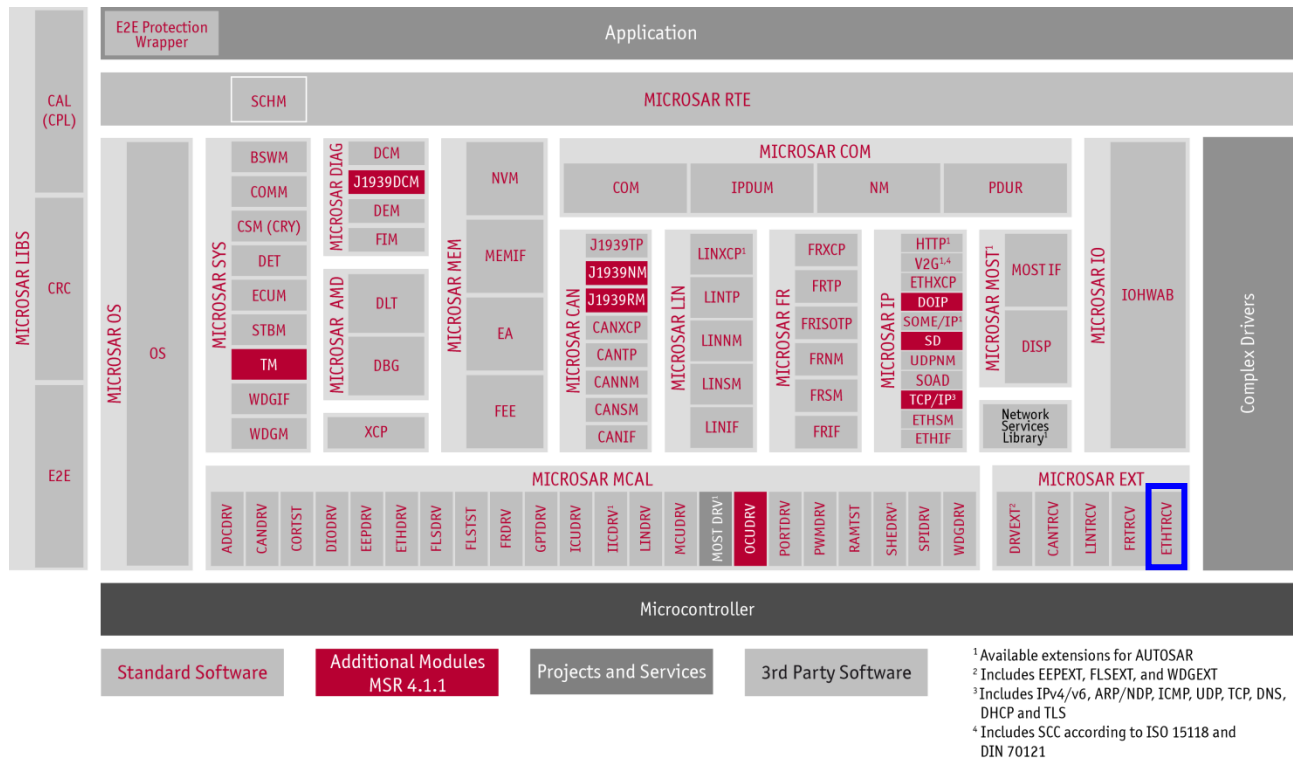 E2E Protection
Wrapper
Application
CAL
(CPL)
CRC
E2E
MICROSAR LIBS
SCHM
MICROSAR RTE
MICROSAR OS
OS
MICROSAR SYS
BSWM
COMM
CSM (CRY)
DET
ECUM
STBM
TM
WDGIF
WDGM
MICROSAR DIAG
DCM
J1939DCM
DEM
FIM
MICROSAR AMD
DLT
DBG
XCP
MICROSAR MEM
NVM
MEMIF
EA
FEE
MICROSAR COM
COM
IPDUM
NM
PDUR
MICROSAR CAN
J1939TP
J1939NM
J1939RM
CANXCP
CANTP
CANNM
CANSM
CANIF
MICROSAR LIN
LINXCP¹
LINTP
LINNM
LINSM
LINIF
MICROSAR FR
FRXCP
FRTP
FRISOTP
FRNM
FRSM
FRIF
MICROSAR IP
HTTP¹
V2G¹,⁴
ETHXCP
DOIP
SOME/IP¹
SD
UDPNM
SOAD
TCP/IP³
ETHSM
ETHIF
MICROSAR MOST¹
MOST IF
DISP
Network
Services
Library¹
MICROSAR IO
IOHWAB
Complex Drivers
MICROSAR MCAL
ADCDRV
CANDRV
CORTST
DIODRV
EEPDRV
ETHDRV
FLSDRV
FLSTST
FRDRV
GPTDRV
ICUDRV
IICDRV¹
LINDRV
MCUDRV
MOST DRV¹
OCUDRV
PORTDRV
PWMDRV
RAMTST
SHEDRV¹
SPIDRV
WDGDRV
MICROSAR EXT
DRVEXT²
CANTRCV
LINTRCV
FRTRCV
ETHTRCV
Microcontroller
Standard Software
Additional Modules
MSR 4.1.1
Projects and Services
3rd Party Software
¹ Available extensions for AUTOSAR
² Includes EEPEXT, FLSEXT, and WDGEXT
³ Includes IPv4/v6, ARP/NDP, ICMP, UDP, TCP, DNS,
DHCP and TLS
⁴ Includes SCC according to ISO 15118 and
DIN 70121